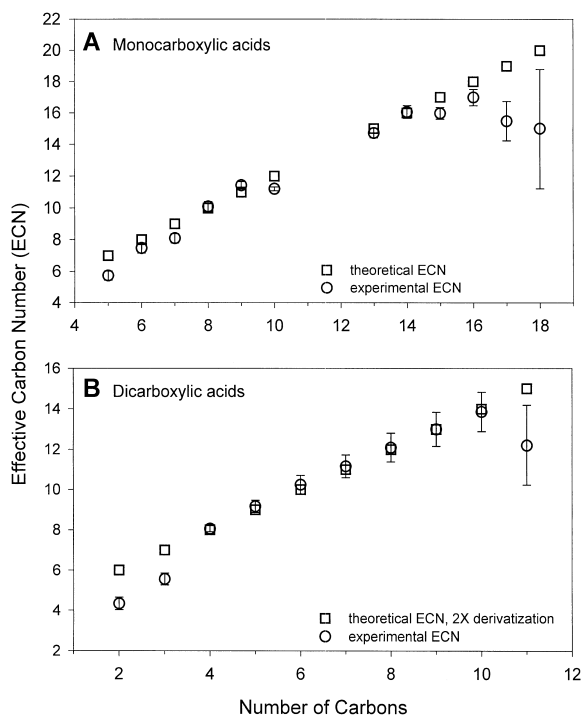 A Monocarboxylic acids
22
20
18
16
14
12
10
8
6
4
theoretical ECN
experimental ECN
4 6 8 10 12 14 16 18
Effective Carbon Number (ECN)
B Dicarboxylic acids
16
14
12
10
8
6
4
2
theoretical ECN, 2X derivatization
experimental ECN
2 4 6 8 10 12
Number of Carbons